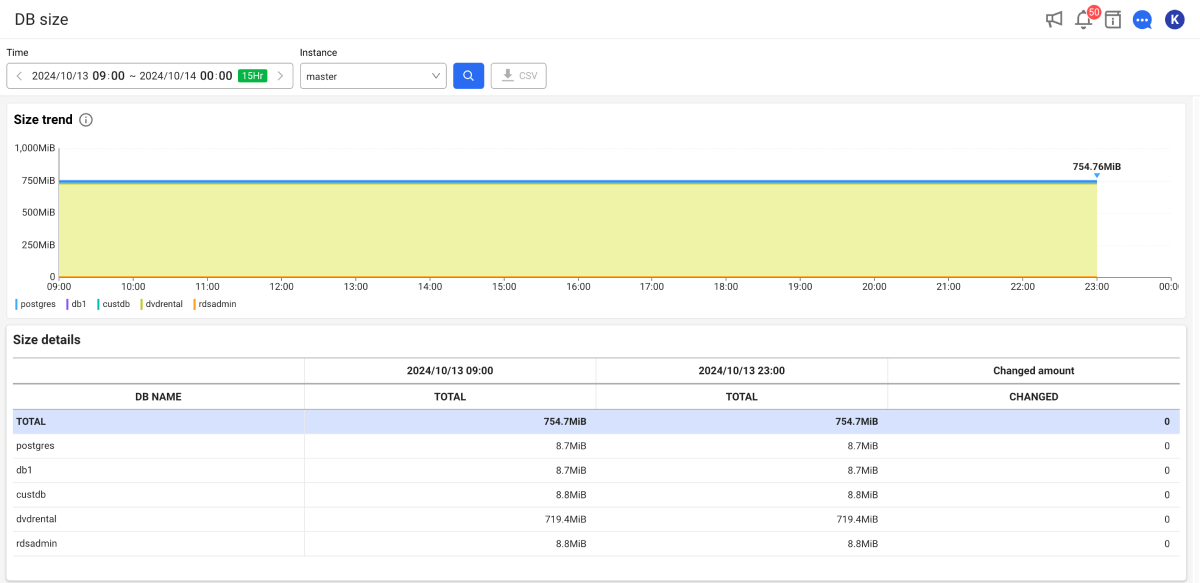 DB size
50
K
Time
Instance
2024/10/13 09:00 ~ 2024/10/14 00:00 15Hr
master
CSV
Size trend
1,000MiB
750MiB
500MiB
250MiB
0
754.76MiB
09:00 10:00 11:00 12:00 13:00 14:00 15:00 16:00 17:00 18:00 19:00 20:00 21:00 22:00 23:00 00:0
postgres db1 custdb dvdrental rdsadmin
Size details
2024/10/13 09:00 2024/10/13 23:00 Changed amount
DB NAME TOTAL TOTAL CHANGED
TOTAL 754.7MiB 754.7MiB 0
postgres 8.7MiB 8.7MiB 0
db1 8.7MiB 8.7MiB 0
custdb 8.8MiB 8.8MiB 0
dvdrental 719.4MiB 719.4MiB 0
rdsadmin 8.8MiB 8.8MiB 0